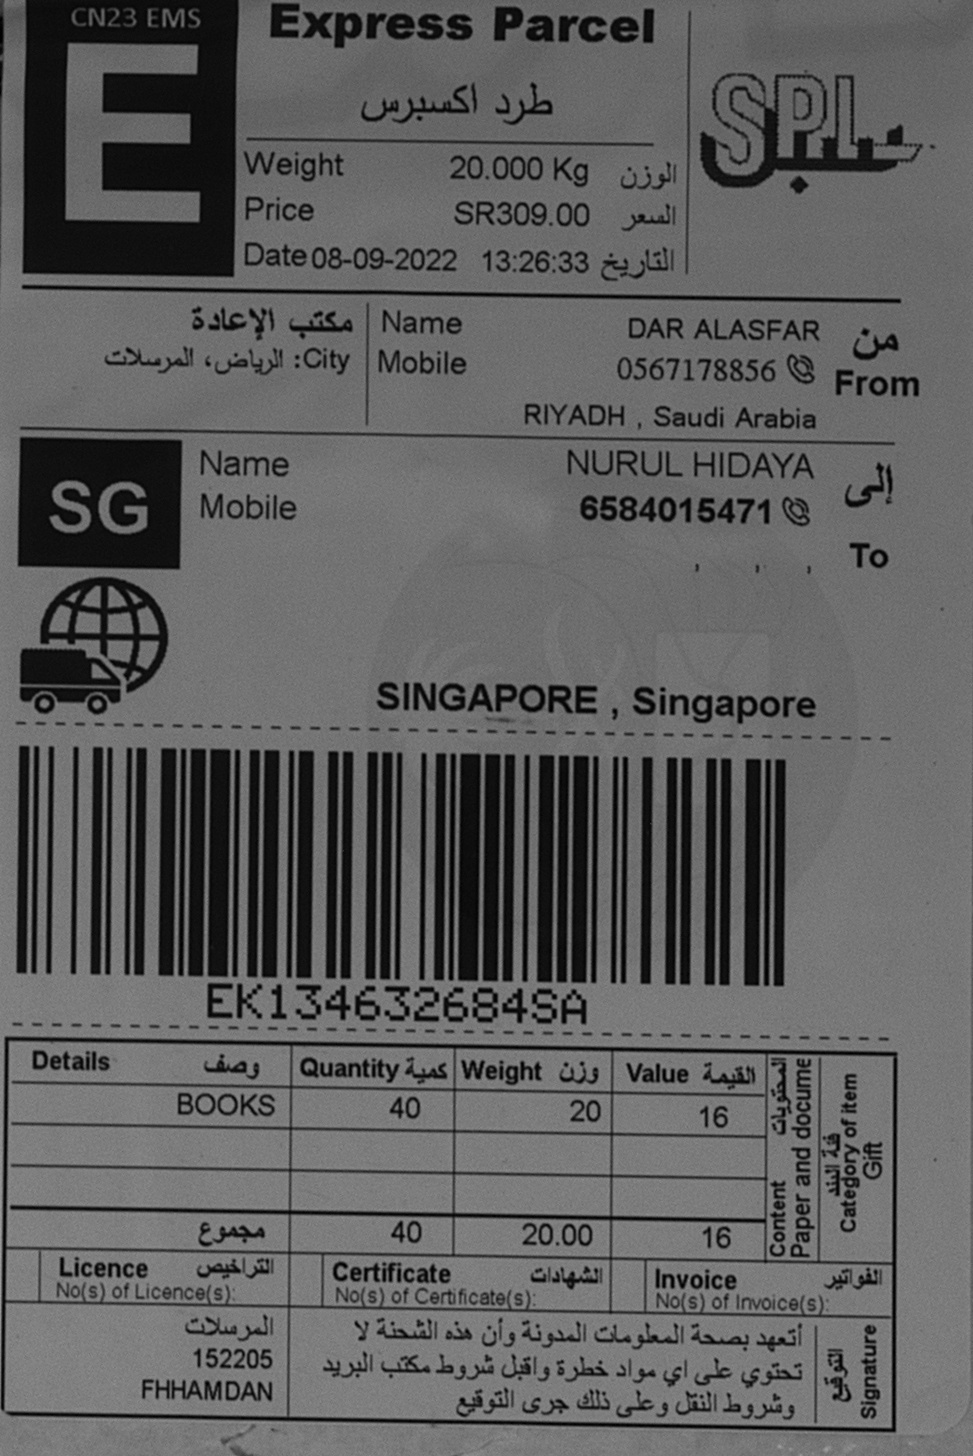 CN23 EMS
E
Express Parcel
طرد اكسبرس
Weight 20.000 Kg الوزن
Price SR309.00 السعر
Date 08-09-2022 13:26:33 التاريخ
SPL
سبل
مكتب الإعادة
City: الرياض، المرسلات
Name DAR ALASFAR
Mobile 0567178856
RIYADH , Saudi Arabia
من
From
SG
Name NURUL HIDAYA
Mobile 6584015471
إلى
To
, , ,
SINGAPORE , Singapore
EK134632684SA
Details وصف Quantity كمية Weight وزن Value القيمة
BOOKS 40 20 16
مجموع 40 20.00 16
المحتويات Content
Paper and docume
فئة البند
Category of item
Gift
Licence التراخيص
No(s) of Licence(s):
Certificate الشهادات
No(s) of Certificate(s):
Invoice الفواتير
No(s) of Invoice(s):
المرسلات
152205
FHHAMDAN
أتعهد بصحة المعلومات المدونة وأن هذه الشحنة لا
تحتوي على اي مواد خطرة واقبل شروط مكتب البريد
وشروط النقل وعلى ذلك جرى التوقيع
التوقيع
Signature